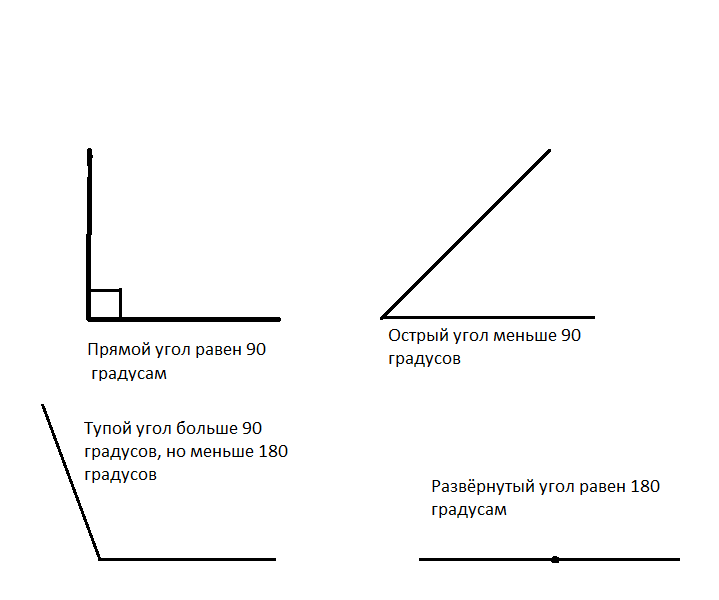 Прямой угол равен 90
градусам
Острый угол меньше 90
градусов
Тупой угол больше 90
градусов, но меньше 180
градусов
Развёрнутый угол равен 180
градусам